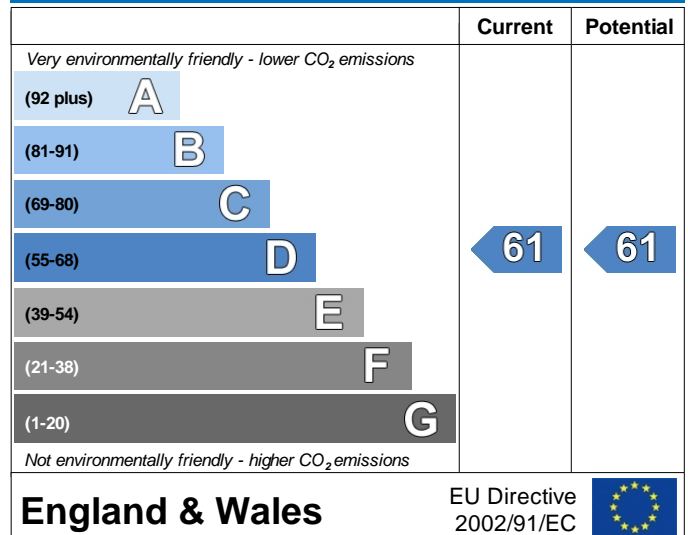 Current Potential
Very environmentally friendly - lower CO₂ emissions
(92 plus) A
(81-91) B
(69-80) C
(55-68) D 61 61
(39-54) E
(21-38) F
(1-20) G
Not environmentally friendly - higher CO₂ emissions
England & Wales
EU Directive
2002/91/EC